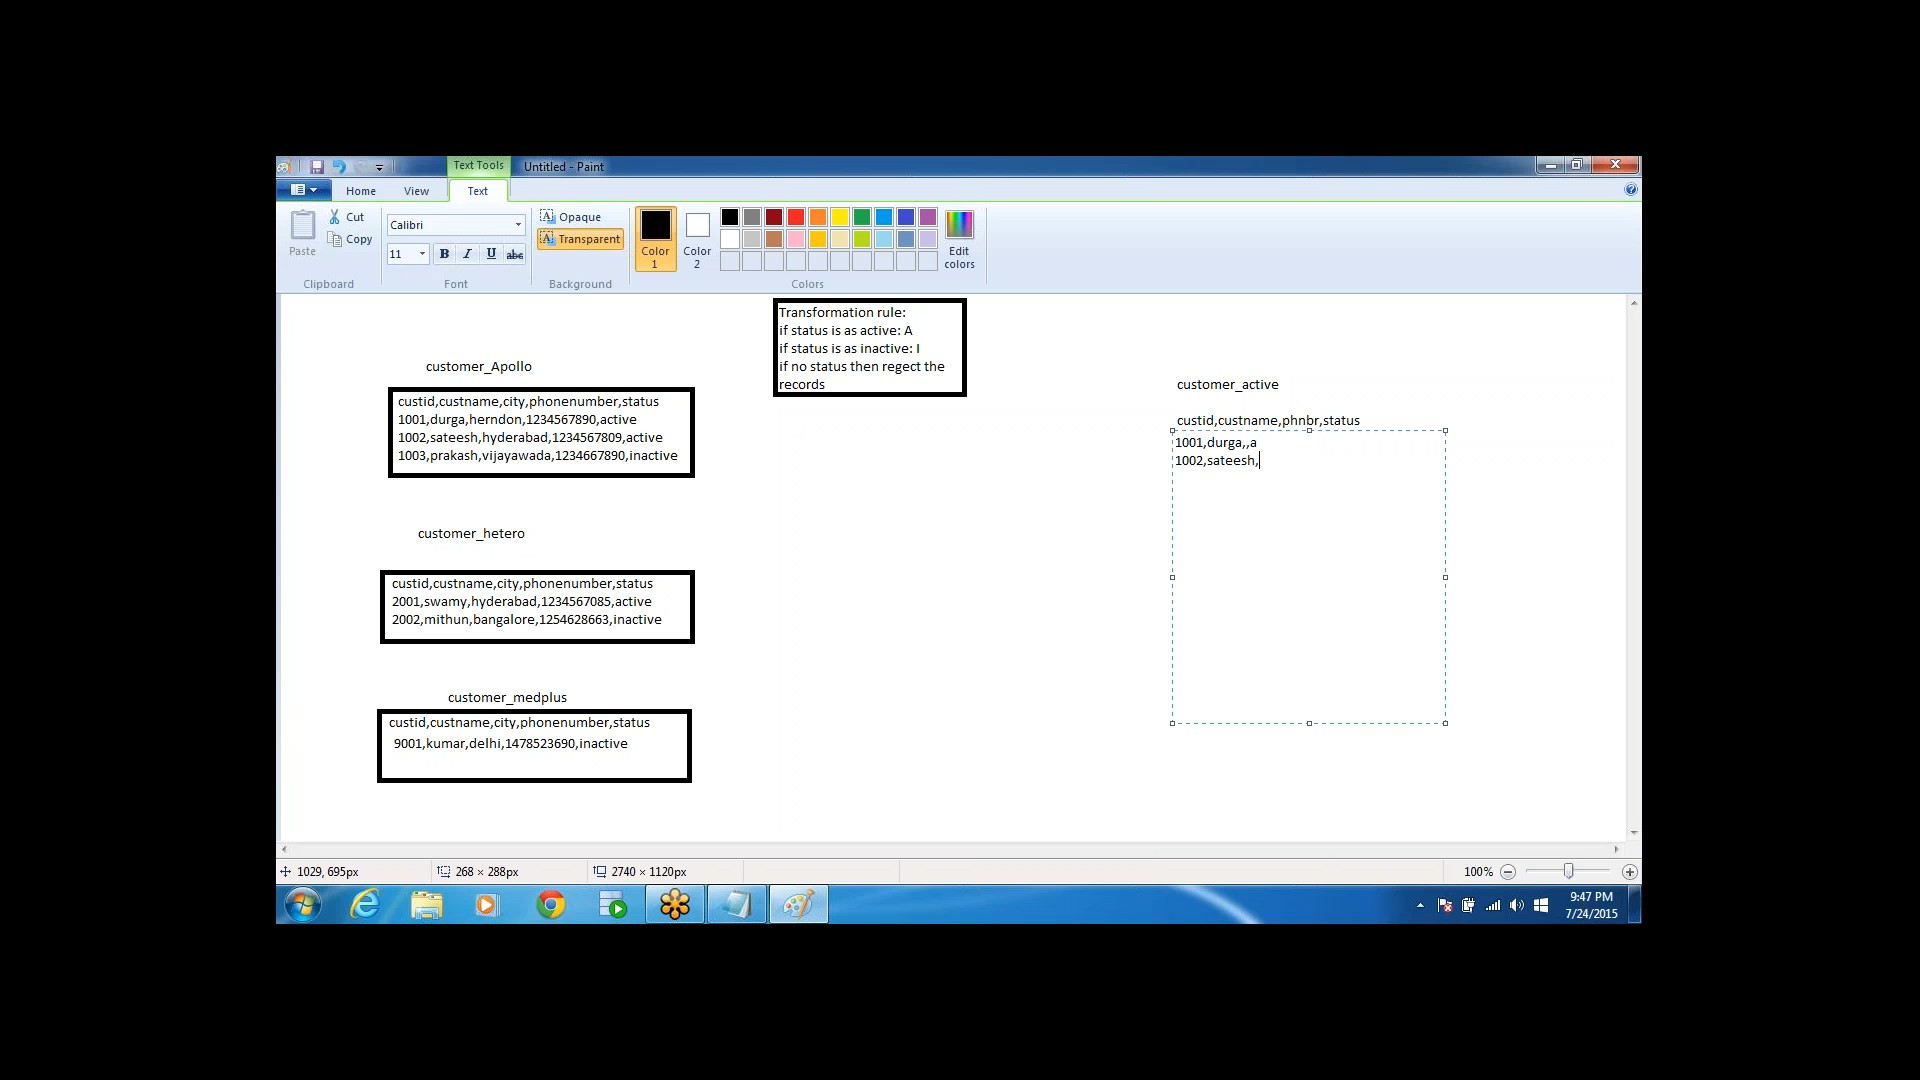 Text Tools
Untitled - Paint
Home
View
Text
Paste
Cut
Copy
Clipboard
Calibri
11
B I U abc
Font
Opaque
Transparent
Background
Color 1
Color 2
Edit colors
Colors
Transformation rule:
if status is as active: A
if status is as inactive: I
if no status then regect the
records
customer_Apollo
custid,custname,city,phonenumber,status
1001,durga,herndon,1234567890,active
1002,sateesh,hyderabad,1234567809,active
1003,prakash,vijayawada,1234667890,inactive
customer_hetero
custid,custname,city,phonenumber,status
2001,swamy,hyderabad,1234567085,active
2002,mithun,bangalore,1254628663,inactive
customer_medplus
custid,custname,city,phonenumber,status
9001,kumar,delhi,1478523690,inactive
customer_active
custid,custname,phnbr,status
1001,durga,,a
1002,sateesh,
1029, 695px
268 × 288px
2740 × 1120px
100%
9:47 PM
7/24/2015